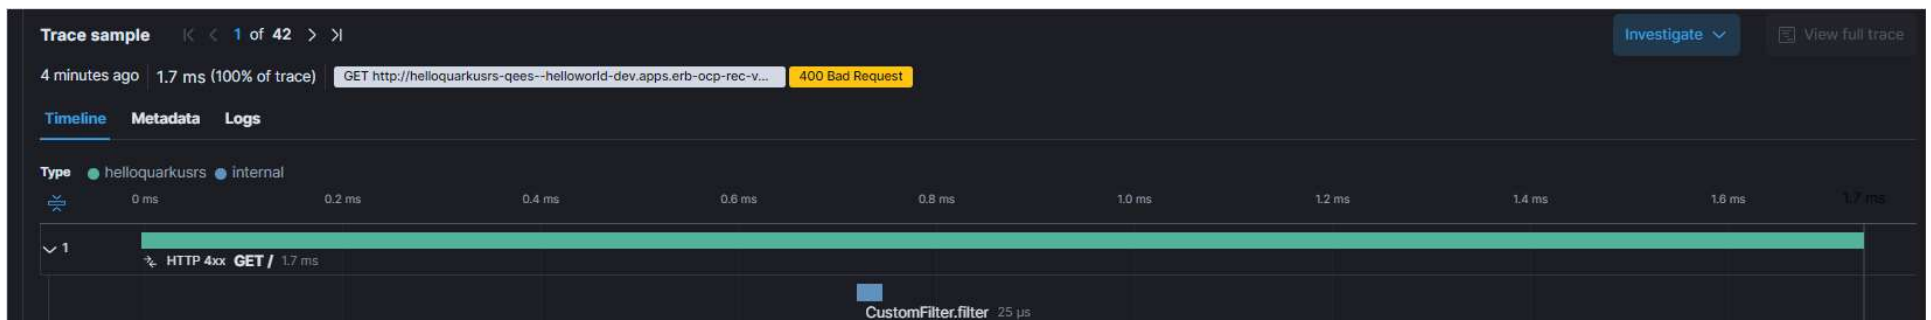 Trace sample 1 of 42 Investigate View full trace
4 minutes ago 1.7 ms (100% of trace) GET http://helloquarkusrs-qees--helloworld-dev.apps.erb-ocp-rec-v... 400 Bad Request
Timeline Metadata Logs
Type helloquarkusrs internal
0 ms 0.2 ms 0.4 ms 0.6 ms 0.8 ms 1.0 ms 1.2 ms 1.4 ms 1.6 ms 1.7 ms
1
HTTP 4xx GET / 1.7 ms
CustomFilter.filter 25 μs